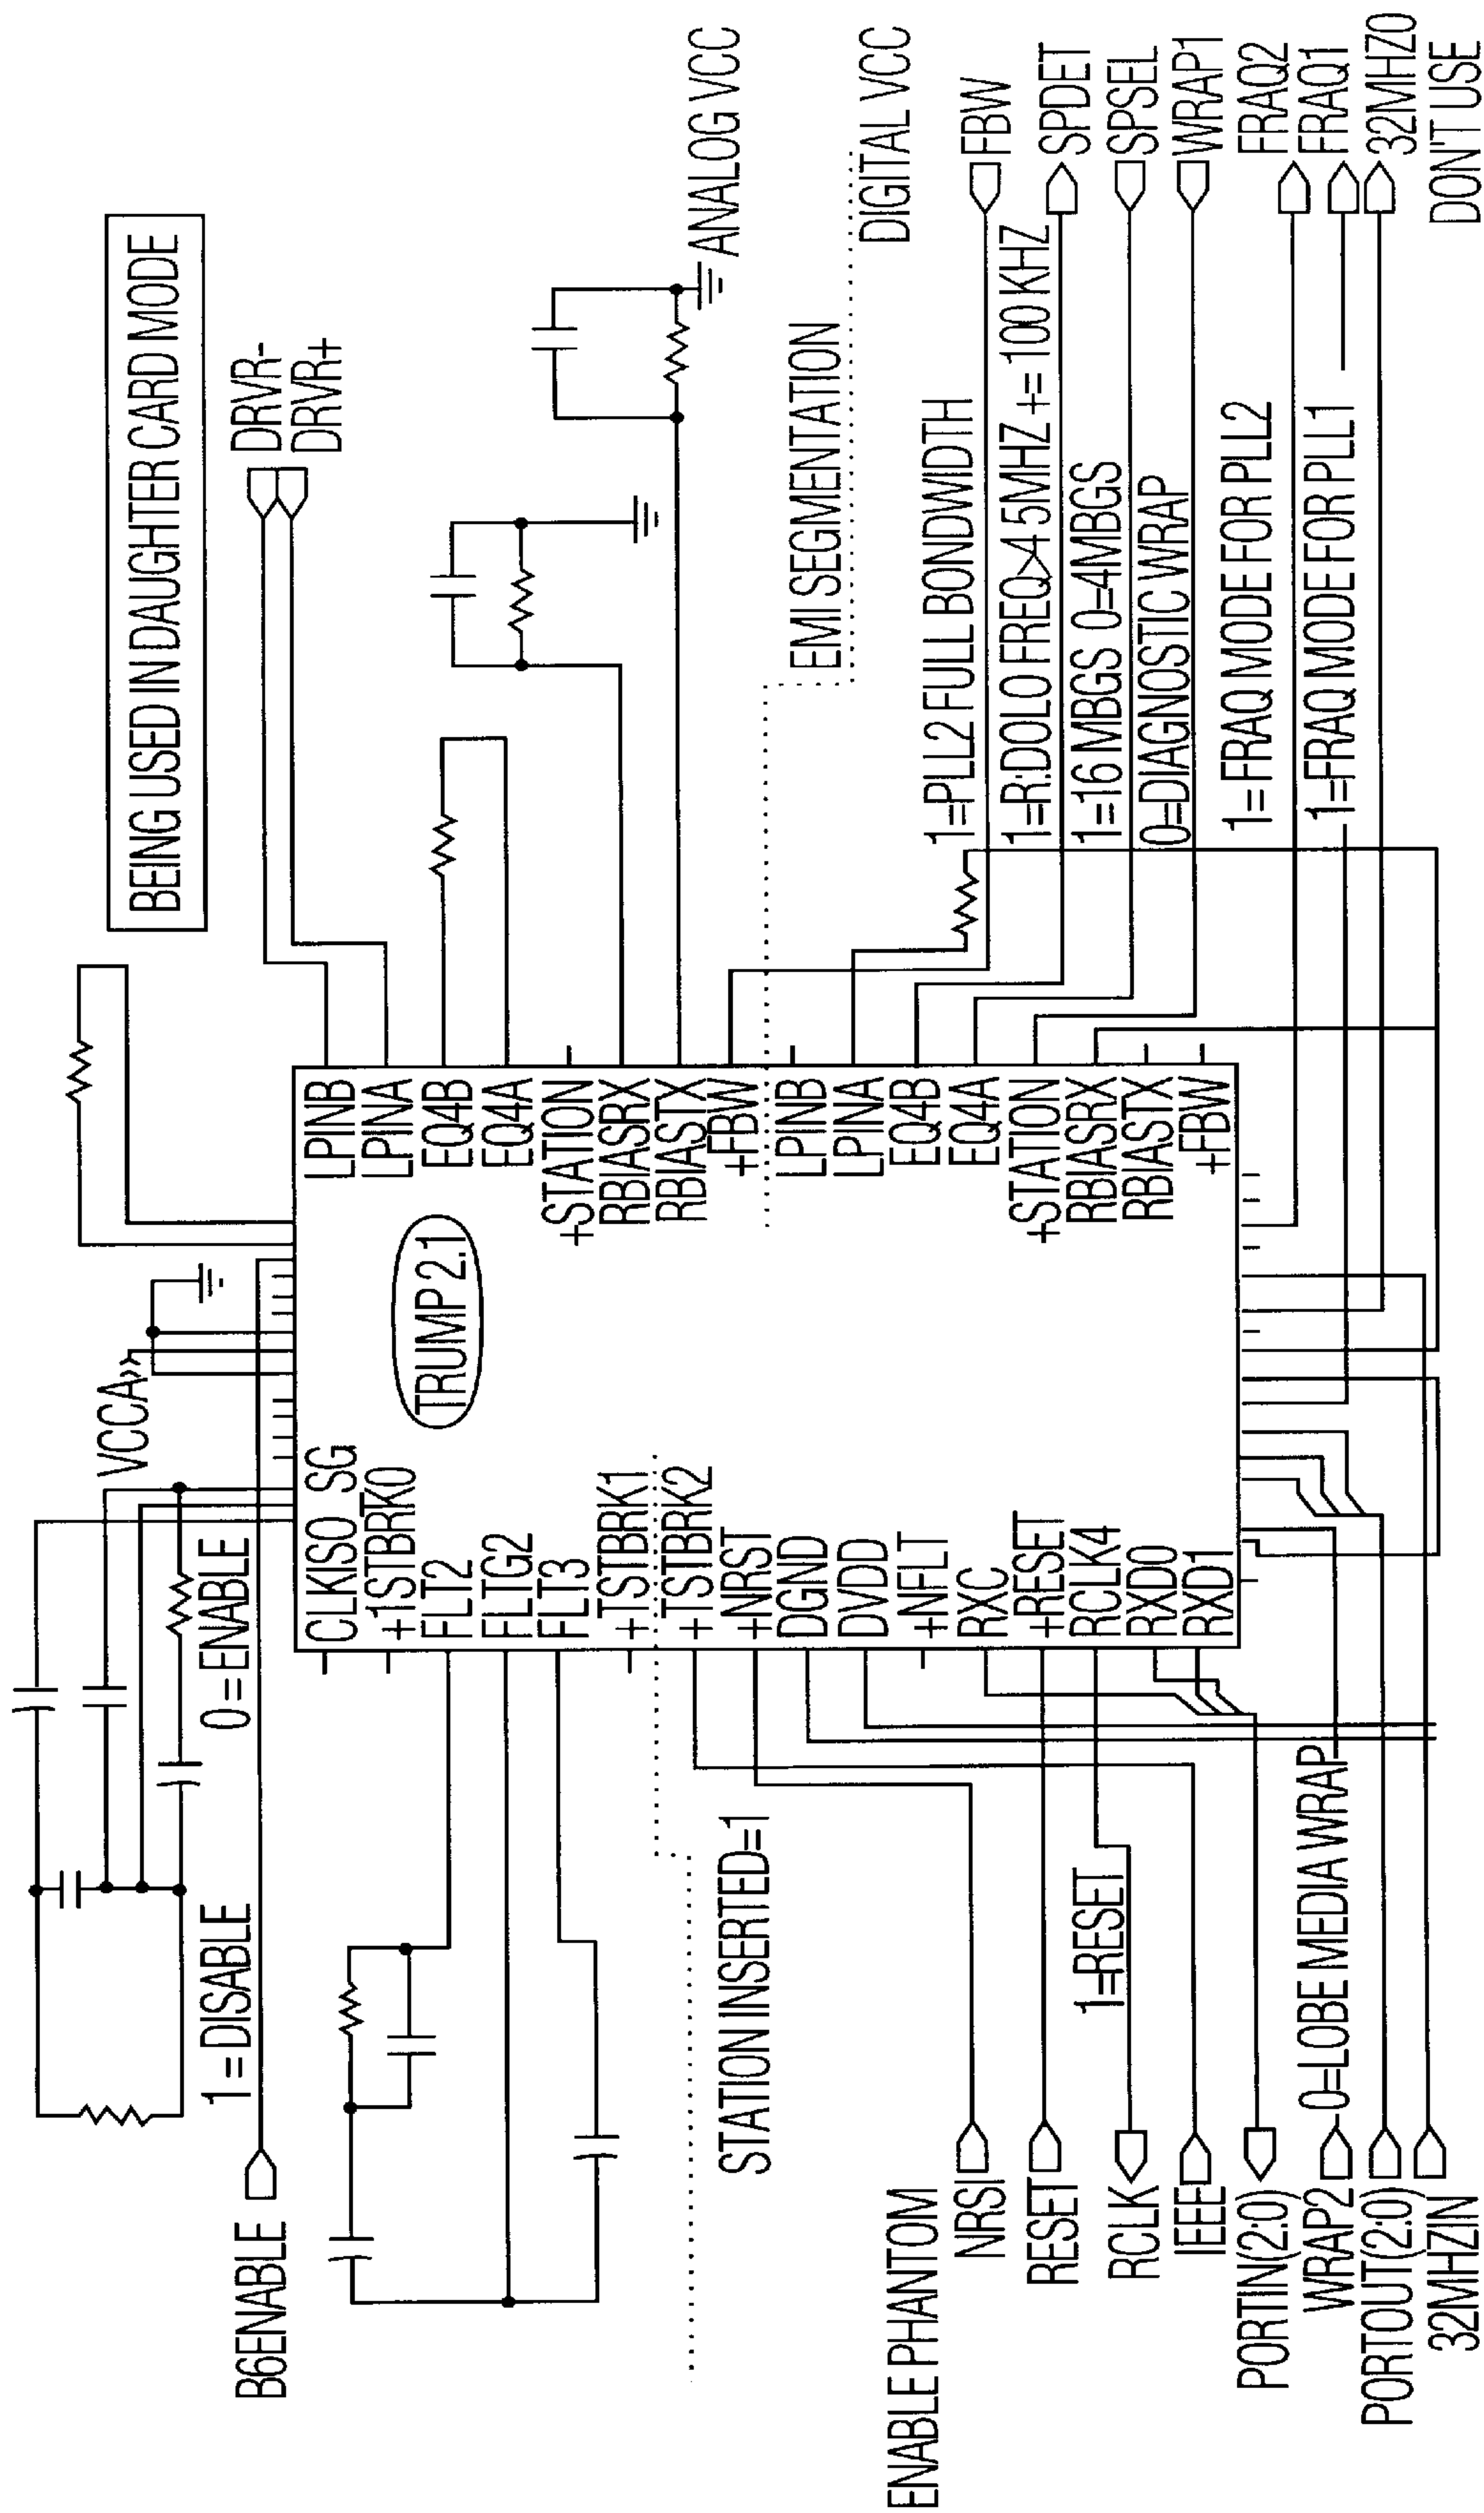 BEING USED IN DAUGHTER CARD MODE
DRVR-
DRVR+
ANALOG VCC
EMI SEGMENTATION
DIGITAL VCC
1=PLL2 FULL BONDWIDTH
FBW
1=R:DOLO FREQ>4.5MHZ += 100 KHZ
SPDET
1=16 MBGS 0=4MBGS
SPSEL
0=DIAGNOSTIC WRAP
WRAP1
1=FRAQ MODE FOR PLL2
FRAQ2
1=FRAQ MODE FOR PLL1
FRAQ1
32MHZ0
DON'T USE
VCCA
TRUMP 2.1
LPINB
LPINA
EQ4B
EQ4A
+STATION
RBIASRX
RBIASTX
+FBW
LPINB
LPINA
EQ4B
EQ4A
+STATION
RBIASRX
RBIASTX
+FBW
CLKISO SG
+1STBRTK0
FLT2
FLTG2
FLT3
+TSTBRK1
+TSTBRK2
+NRST
DGND
DVDD
+NFLT
RXC
+RESET
RCLK4
RXD0
RXD1
1=DISABLE 0=ENABLE
B6ENABLE
STATION INSERTED=1
ENABLE PHANTOM
NRSI
RESET
1=RESET
RCLK
IEEE
PORTIN(2:0)
0=LOBE MEDIA WRAP
WRAP2
PORTOUT(2:0)
32MHZIN